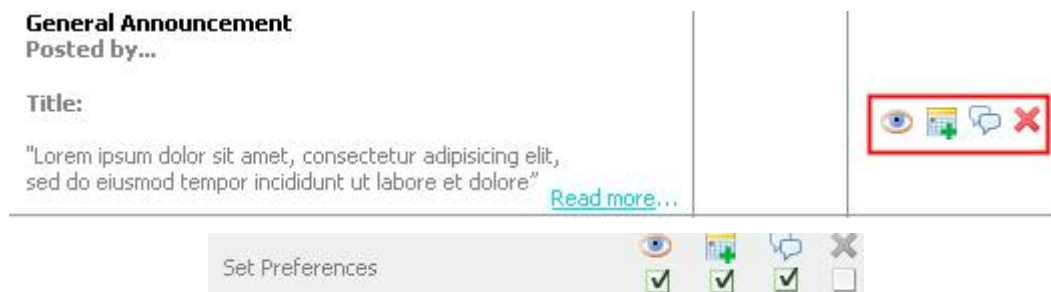 General Announcement
Posted by...
Title:
"Lorem ipsum dolor sit amet, consectetur adipisicing elit,
sed do eiusmod tempor incididunt ut labore et dolore”
Read more...
Set Preferences